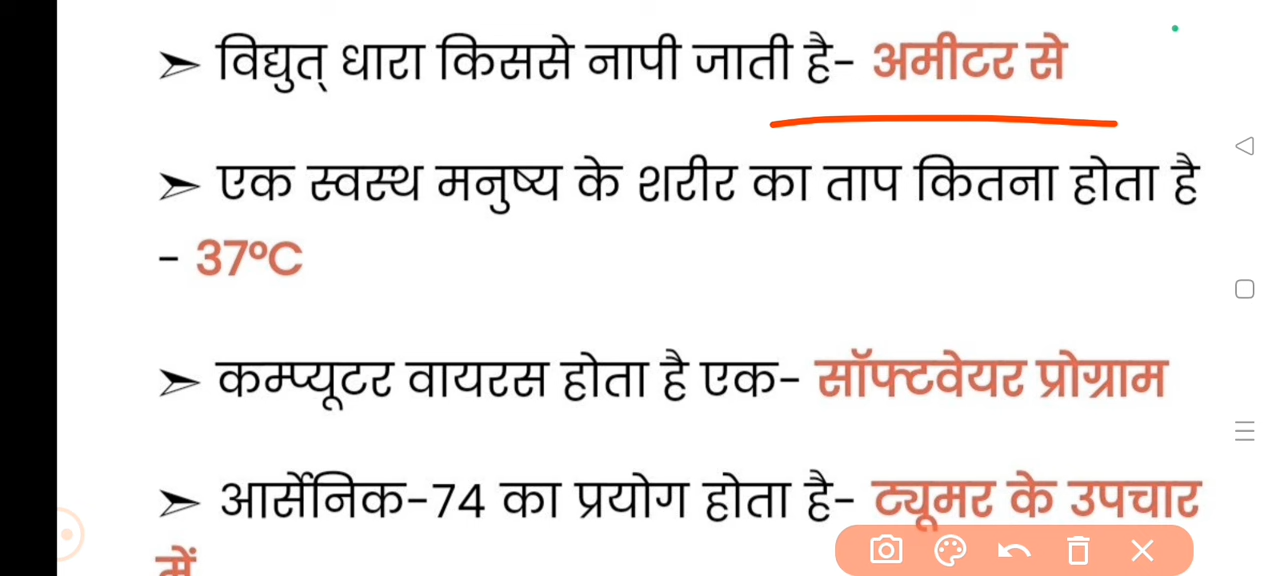 ➢ विद्युत् धारा किससे नापी जाती है- अमीटर से
➢ एक स्वस्थ मनुष्य के शरीर का ताप कितना होता है
- 37°C
➢ कम्प्यूटर वायरस होता है एक- सॉफ्टवेयर प्रोग्राम
➢ आर्सेनिक-74 का प्रयोग होता है- ट्यूमर के उपचार
में